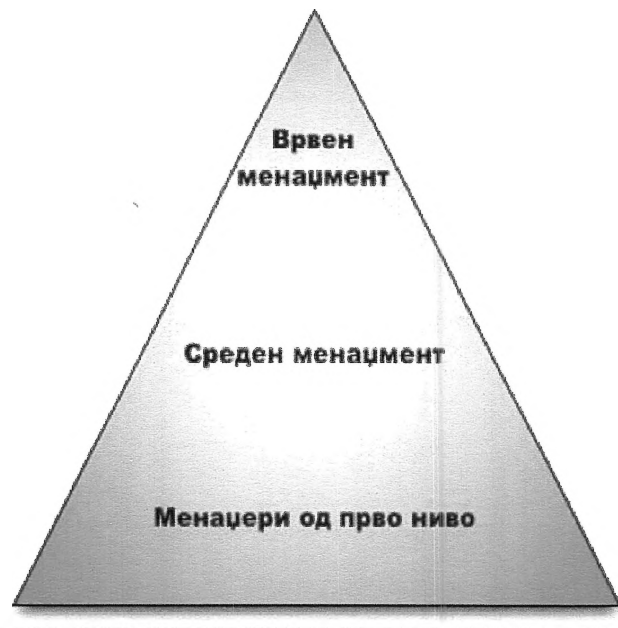 Врвен
менаџмент
Среден менаџмент
Менаџери од прво ниво